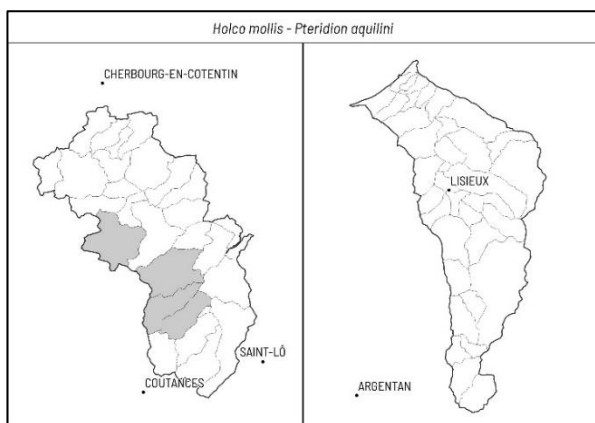 Holco mollis - Pteridion aquilini
CHERBOURG-EN-COTENTIN
SAINT-LÔ
COUTANCES
LISIEUX
ARGENTAN